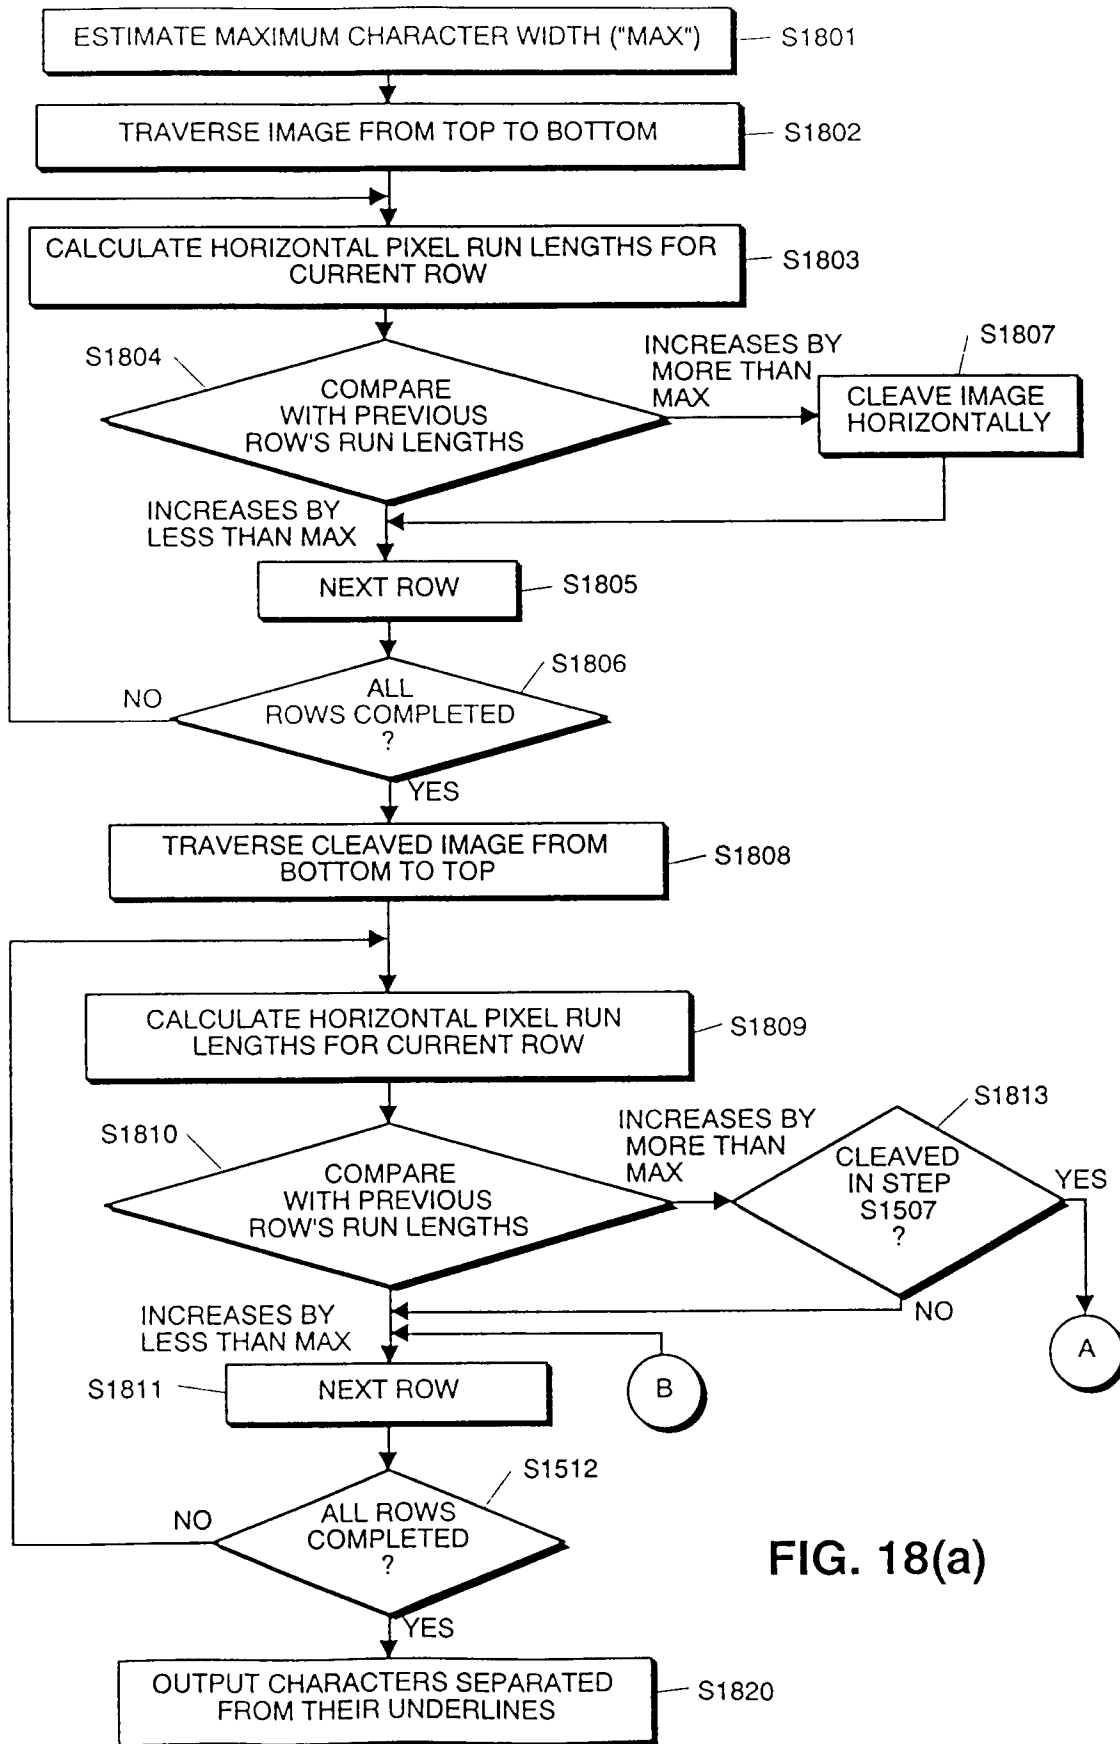 ESTIMATE MAXIMUM CHARACTER WIDTH ("MAX")
S1801
TRAVERSE IMAGE FROM TOP TO BOTTOM
S1802
CALCULATE HORIZONTAL PIXEL RUN LENGTHS FOR
CURRENT ROW
S1803
S1804
COMPARE
WITH PREVIOUS
ROW'S RUN LENGTHS
INCREASES BY
MORE THAN
MAX
S1807
CLEAVE IMAGE
HORIZONTALLY
INCREASES BY
LESS THAN MAX
NEXT ROW
S1805
S1806
ALL
ROWS COMPLETED
?
NO
YES
TRAVERSE CLEAVED IMAGE FROM
BOTTOM TO TOP
S1808
CALCULATE HORIZONTAL PIXEL RUN
LENGTHS FOR CURRENT ROW
S1809
S1810
COMPARE
WITH PREVIOUS
ROW'S RUN LENGTHS
INCREASES BY
MORE THAN
MAX
S1813
CLEAVED
IN STEP
S1507
?
YES
NO
A
INCREASES BY
LESS THAN MAX
B
S1811
NEXT ROW
S1512
ALL ROWS
COMPLETED
?
NO
YES
OUTPUT CHARACTERS SEPARATED
FROM THEIR UNDERLINES
S1820
FIG. 18(a)